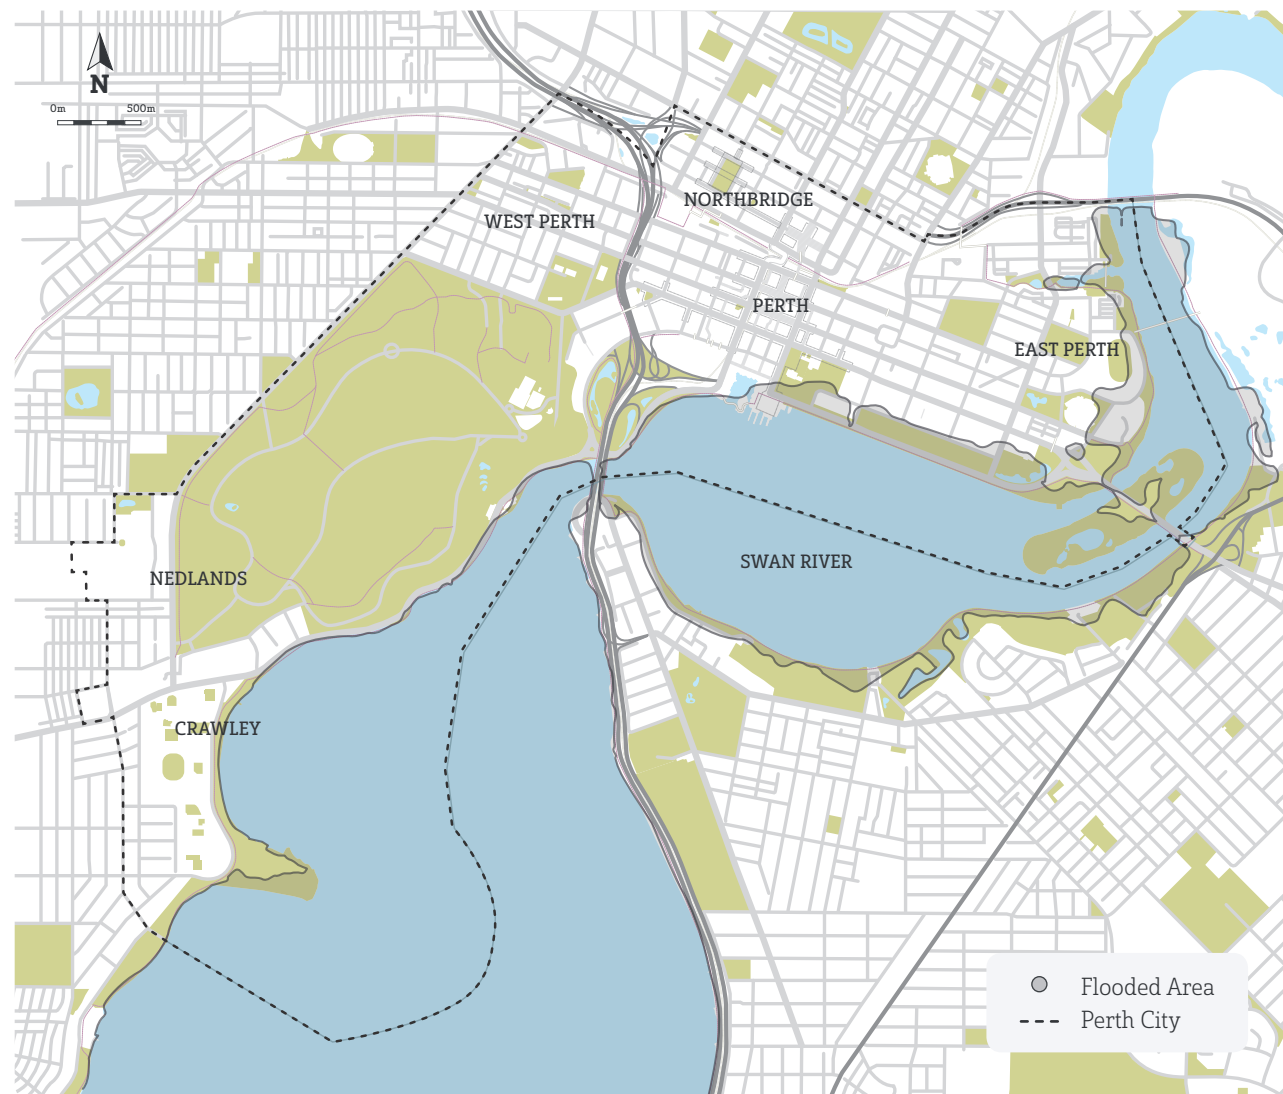 N
0m 500m
NORTHBRIDGE
WEST PERTH
PERTH
EAST PERTH
SWAN RIVER
NEDLANDS
CRAWLEY
Flooded Area
Perth City